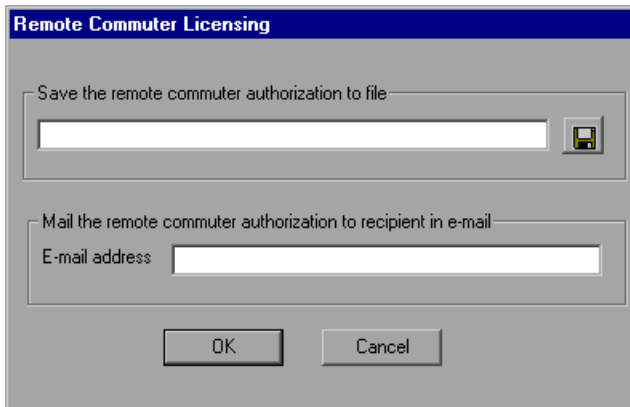 Remote Commuter Licensing
Save the remote commuter authorization to file
Mail the remote commuter authorization to recipient in e-mail
E-mail address
OK Cancel